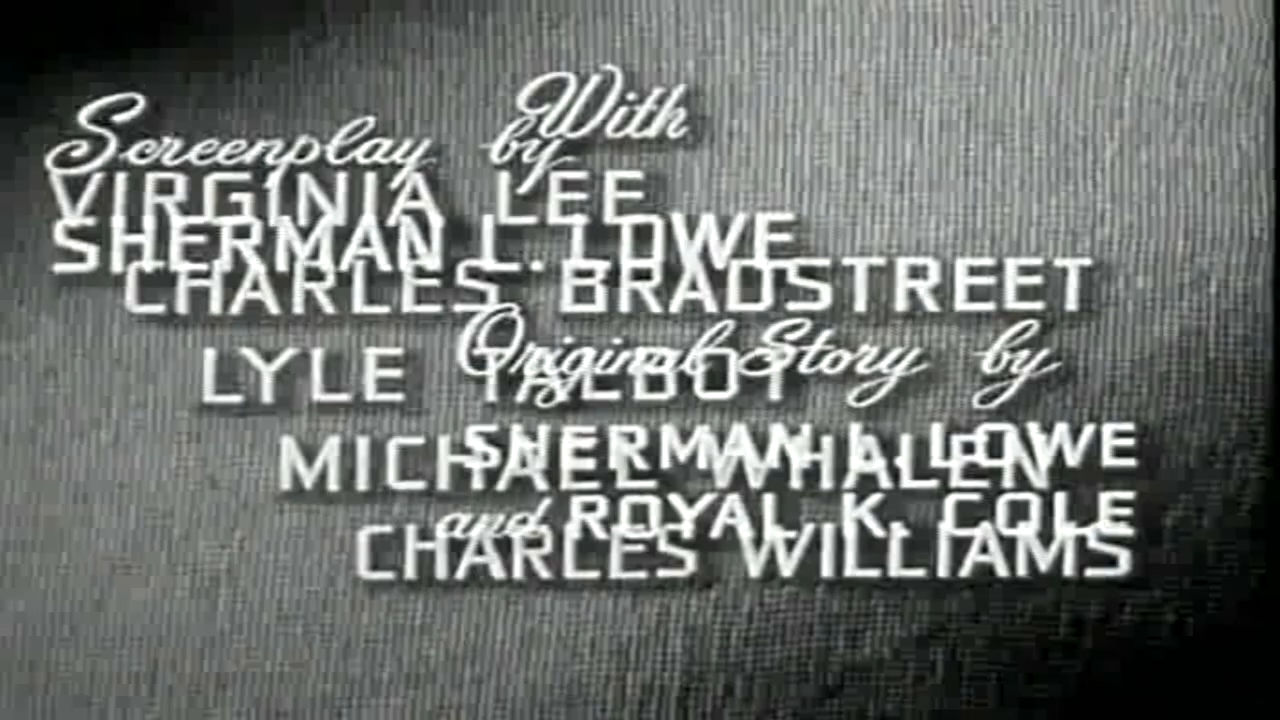 With
Screenplay by
VIRGINIA LEE
SHERMAN L. LOWE
CHARLES BRADSTREET
Original Story by
LYLE TALBOT
SHERMAN L. LOWE
MICHAEL WHALEN
and ROYAL K. COLE
CHARLES WILLIAMS